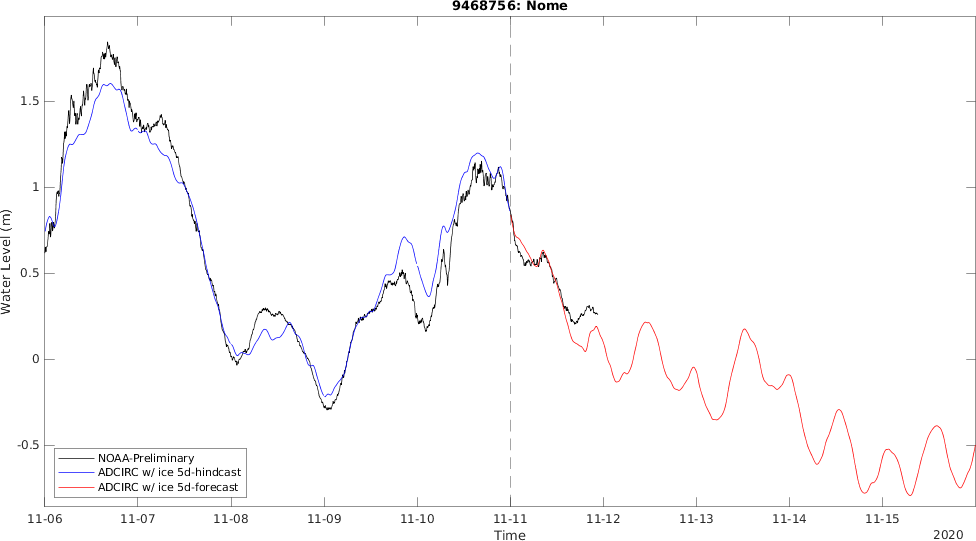 9468756: Nome
Water Level (m)
1.5
1
0.5
0
-0.5
NOAA-Preliminary
ADCIRC w/ ice 5d-hindcast
ADCIRC w/ ice 5d-forecast
11-06 11-07 11-08 11-09 11-10 11-11 11-12 11-13 11-14 11-15
Time
2020